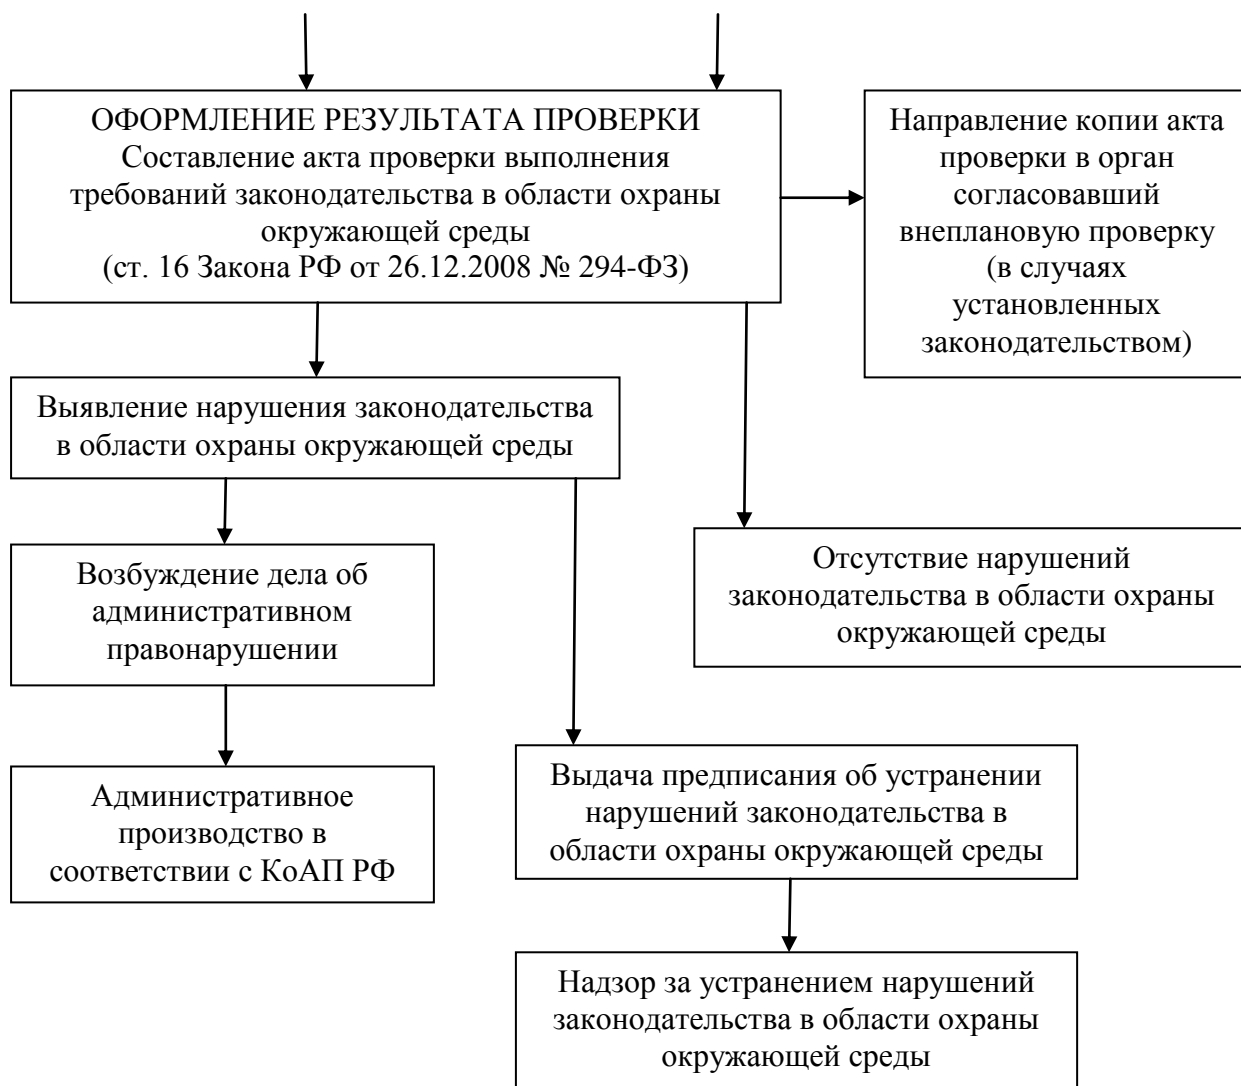 ОФОРМЛЕНИЕ РЕЗУЛЬТАТА ПРОВЕРКИ
Составление акта проверки выполнения
требований законодательства в области охраны
окружающей среды
(ст. 16 Закона РФ от 26.12.2008 № 294-ФЗ)
Направление копии акта
проверки в орган
согласовавший
внеплановую проверку
(в случаях
установленных
законодательством)
Выявление нарушения законодательства
в области охраны окружающей среды
Отсутствие нарушений
законодательства в области охраны
окружающей среды
Возбуждение дела об
административном
правонарушении
Административное
производство в
соответствии с КоАП РФ
Выдача предписания об устранении
нарушений законодательства в
области охраны окружающей среды
Надзор за устранением нарушений
законодательства в области охраны
окружающей среды